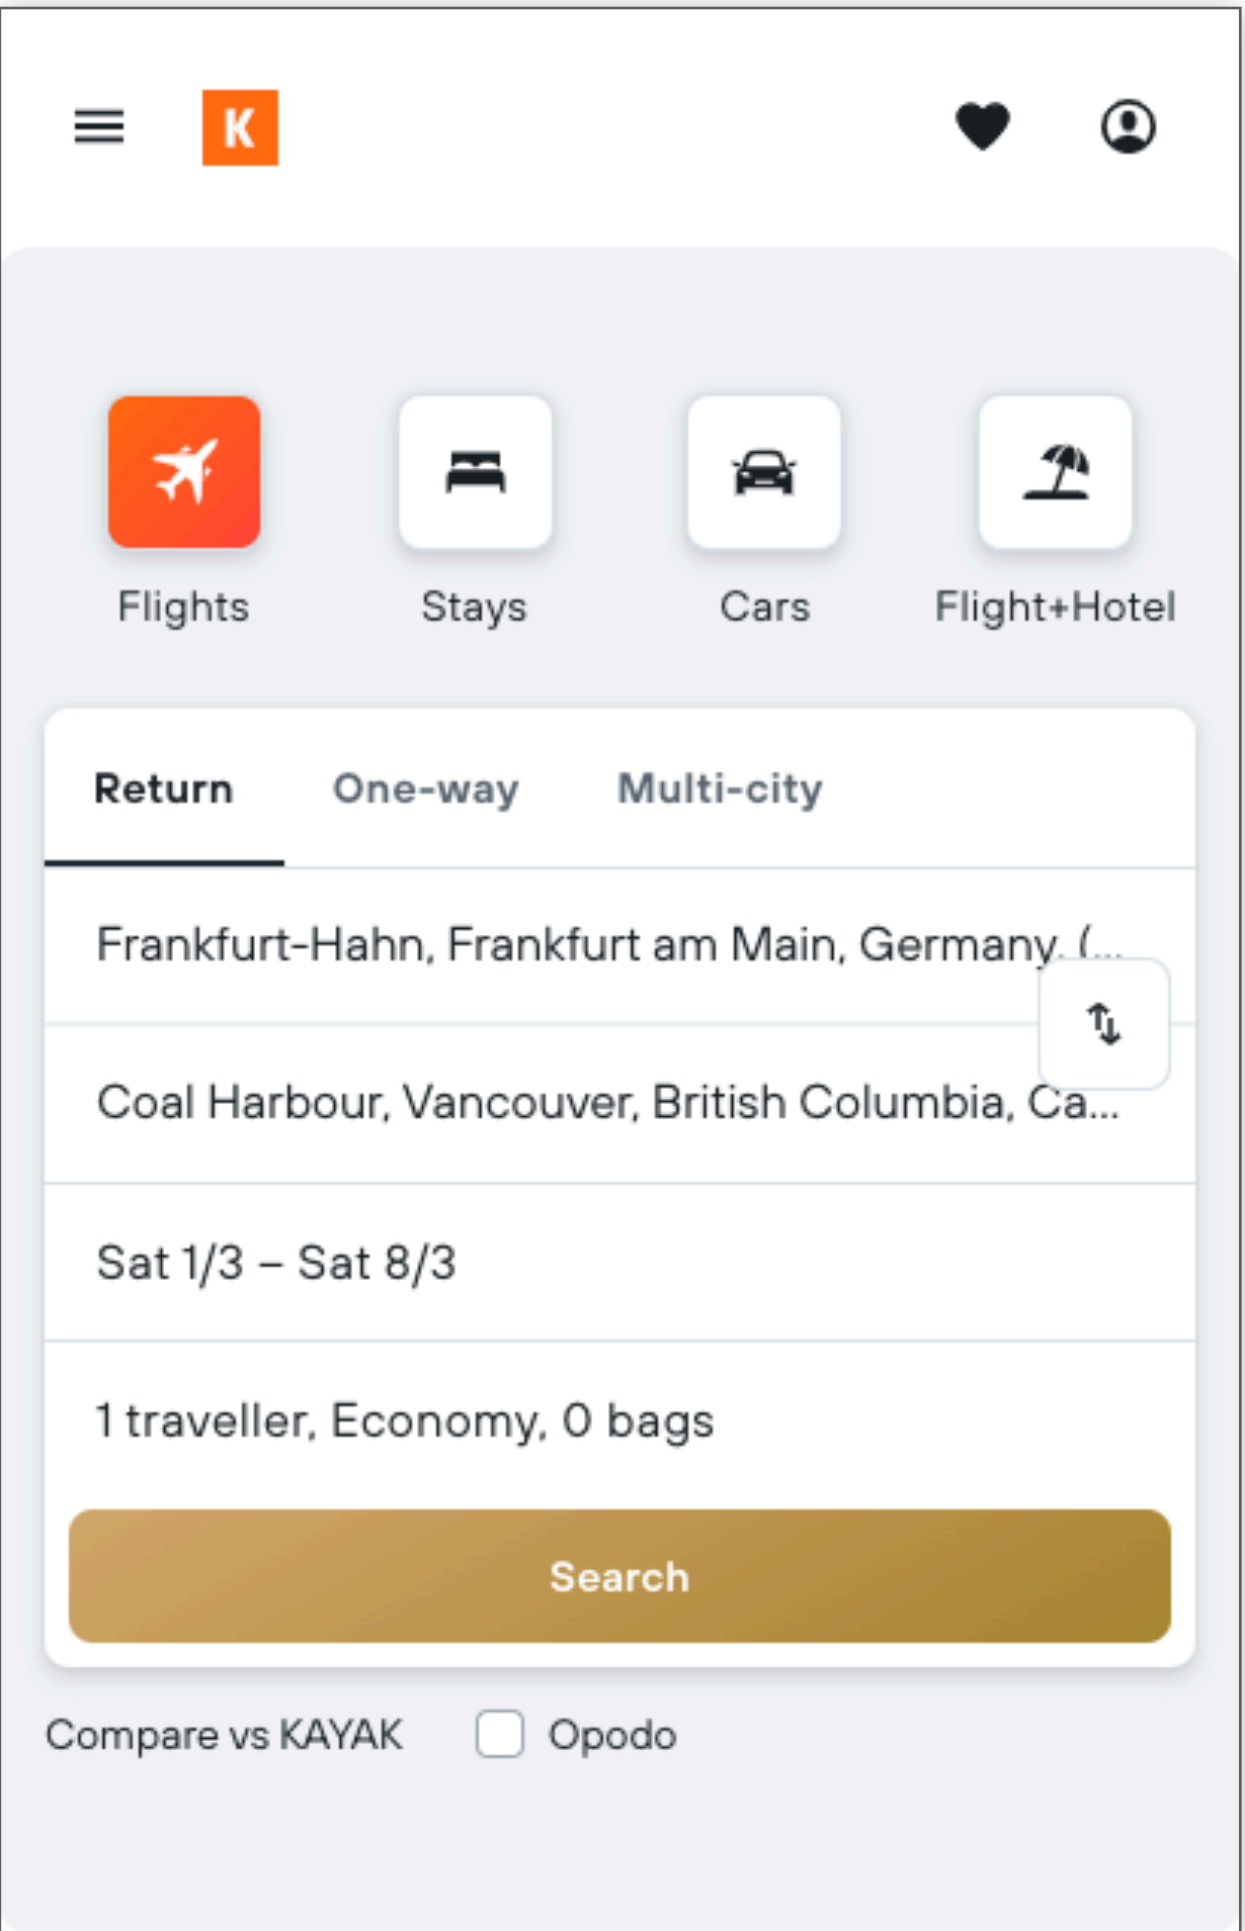 K
Flights Stays Cars Flight+Hotel
Return One-way Multi-city
Frankfurt-Hahn, Frankfurt am Main, Germany, (...
Coal Harbour, Vancouver, British Columbia, Ca...
Sat 1/3 – Sat 8/3
1 traveller, Economy, 0 bags
Search
Compare vs KAYAK Opodo